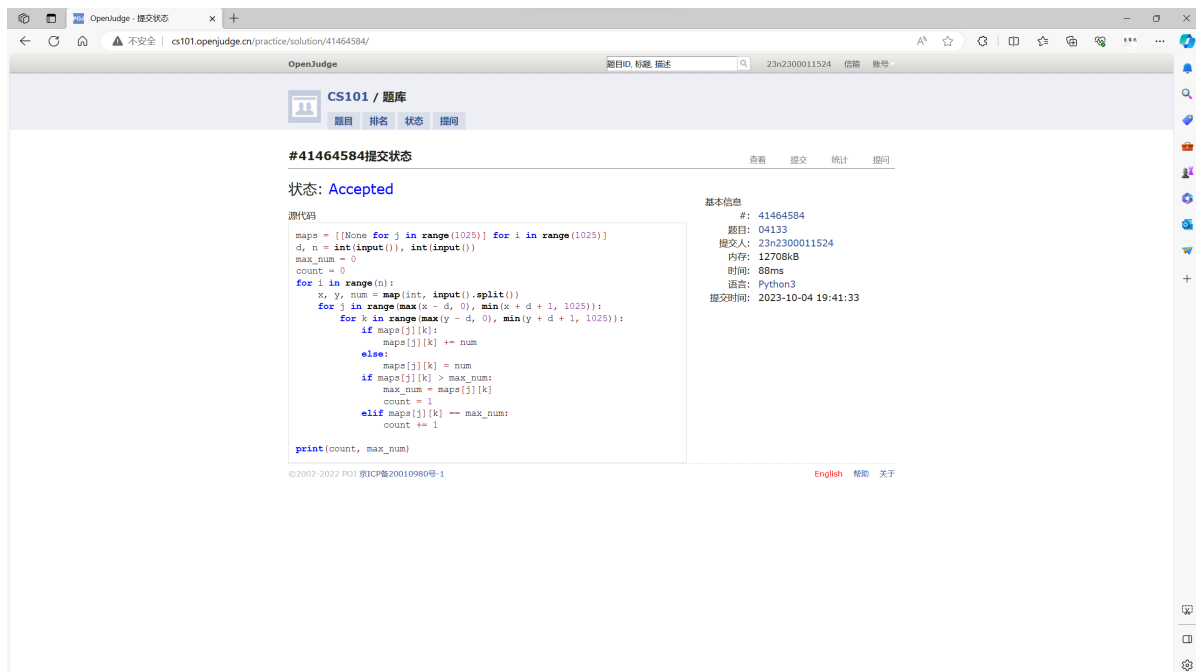 OpenJudge - 提交状态
不安全 | cs101.openjudge.cn/practice/solution/41464584/
OpenJudge 题目ID, 标题, 描述 23n2300011524 信箱 账号
CS101 / 题库
题目 排名 状态 提问
#41464584提交状态 查看 提交 统计 提问
状态: Accepted
源代码
maps = [[None for j in range(1025)] for i in range(1025)]
d, n = int(input()), int(input())
max_num = 0
count = 0
for i in range(n):
    x, y, num = map(int, input().split())
    for j in range(max(x - d, 0), min(x + d + 1, 1025)):
        for k in range(max(y - d, 0), min(y + d + 1, 1025)):
            if maps[j][k]:
                maps[j][k] += num
            else:
                maps[j][k] = num
            if maps[j][k] > max_num:
                max_num = maps[j][k]
                count = 1
            elif maps[j][k] == max_num:
                count += 1
print(count, max_num)
基本信息
#: 41464584
题目: 04133
提交人: 23n2300011524
内存: 12708kB
时间: 88ms
语言: Python3
提交时间: 2023-10-04 19:41:33
©2002-2022 POJ 京ICP备20010980号-1 English 帮助 关于